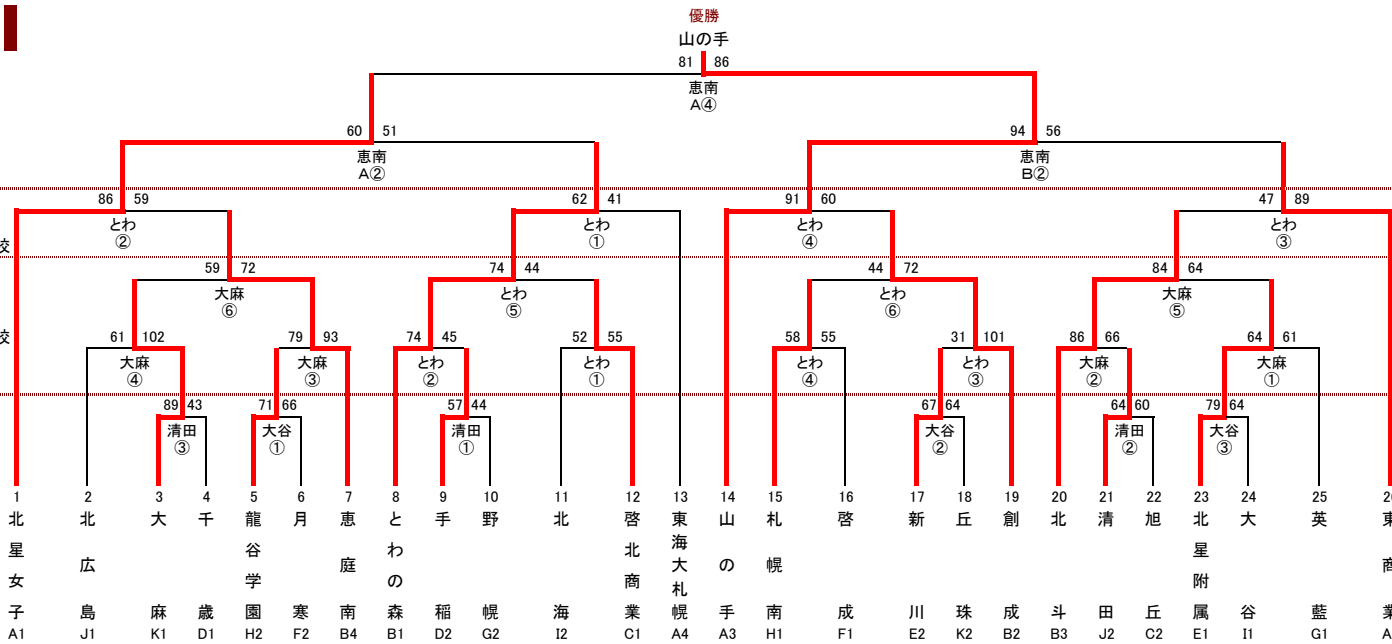 優勝
山の手
81 86
恵南
A④
60 51
恵南
A②
94 56
恵南
B②
86 59
とわ
②
62 41
とわ
①
91 60
とわ
④
47 89
とわ
③
校
59 72
大麻
⑥
74 44
とわ
⑤
44 72
とわ
⑥
84 64
大麻
⑤
校
61 102
大麻
④
79 93
大麻
③
74 45
とわ
②
52 55
とわ
①
58 55
とわ
④
31 101
とわ
③
86 66
大麻
②
64 61
大麻
①
89 43
清田
③
71 66
大谷
①
57 44
清田
①
67 64
大谷
②
64 60
清田
②
79 64
大谷
③
1 北星女子 A1
2 北広島 J1
3 大麻 K1
4 千歳 D1
5 龍谷学園 H2
6 月寒 F2
7 恵庭南 B4
8 とわの森 B1
9 手稲 D2
10 野幌 G2
11 北海 I2
12 啓北商業 C1
13 東海大札幌 A4
14 山の手 A3
15 札幌南 H1
16 啓成 F1
17 新川 E2
18 丘珠 K2
19 創成 B2
20 北斗 B3
21 清田 J2
22 旭丘 C2
23 北星附属 E1
24 大谷 I1
25 英藍 G1
26 東商業 A